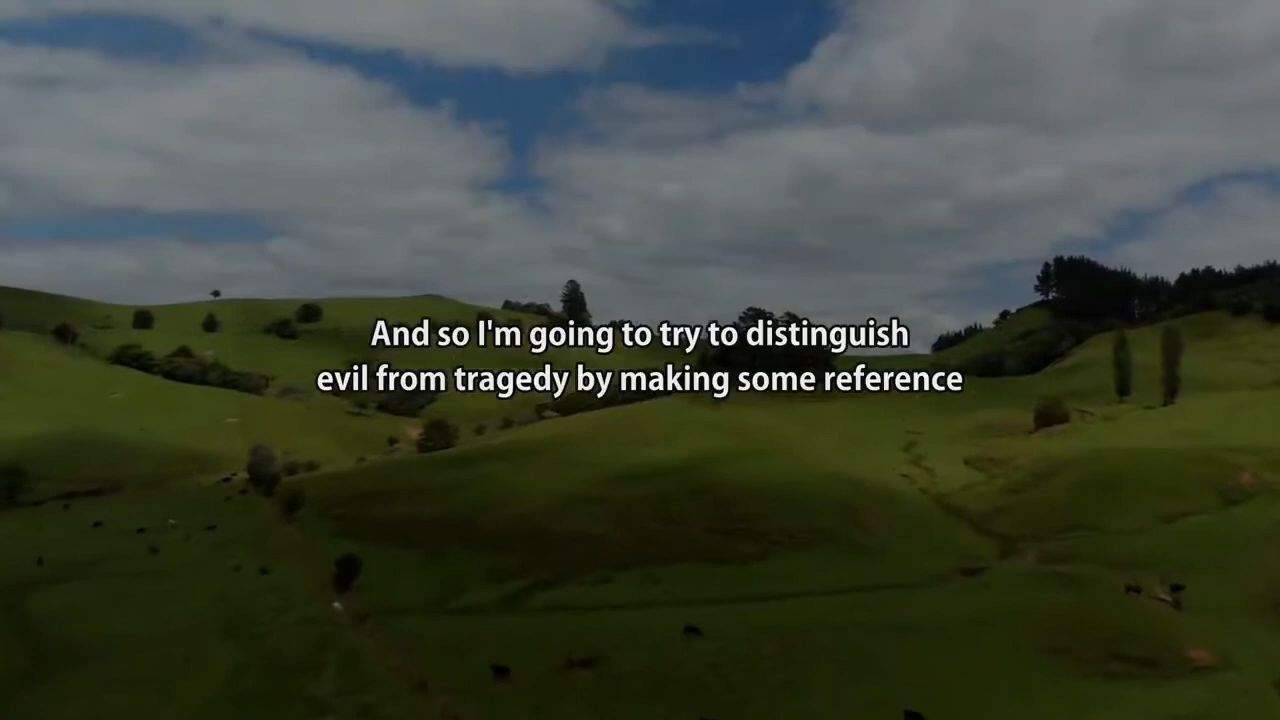 And so I'm going to try to distinguish
evil from tragedy by making some reference